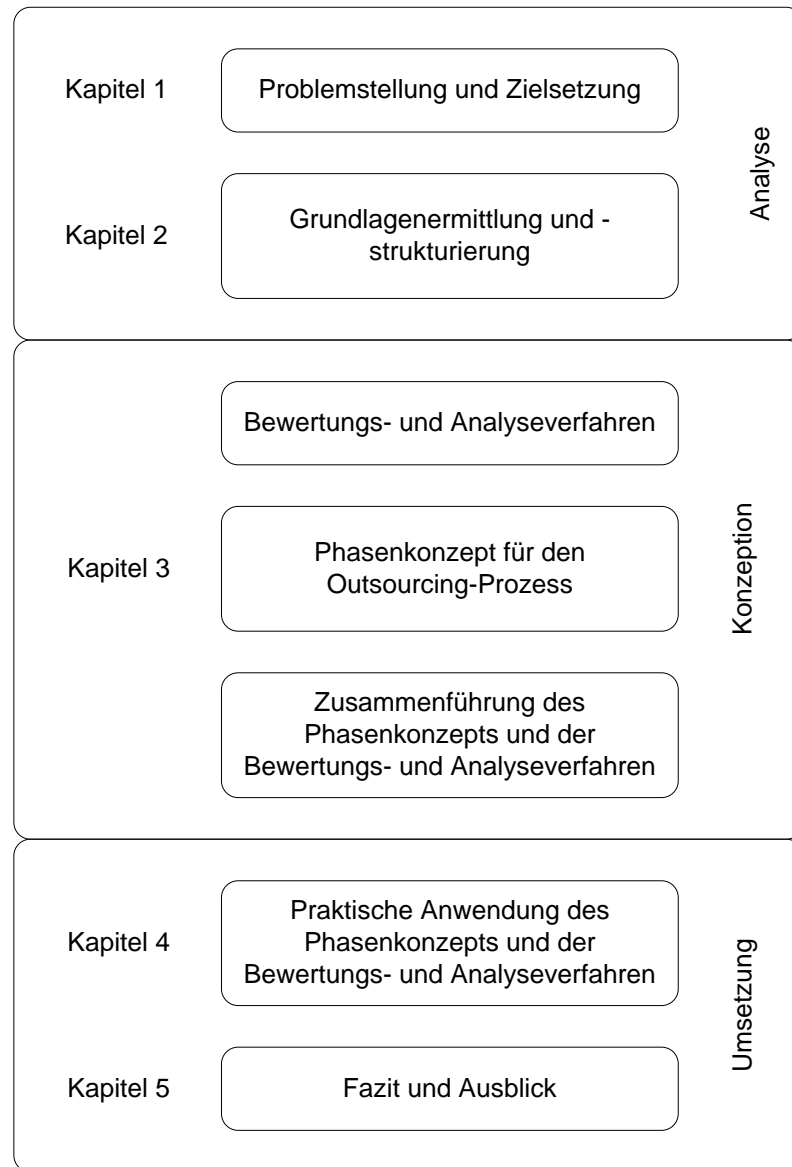 Kapitel 1
Problemstellung und Zielsetzung
Analyse
Kapitel 2
Grundlagenermittlung und -
strukturierung
Bewertungs- und Analyseverfahren
Kapitel 3
Phasenkonzept für den
Outsourcing-Prozess
Konzeption
Zusammenführung des
Phasenkonzepts und der
Bewertungs- und Analyseverfahren
Kapitel 4
Praktische Anwendung des
Phasenkonzepts und der
Bewertungs- und Analyseverfahren
Umsetzung
Kapitel 5
Fazit und Ausblick